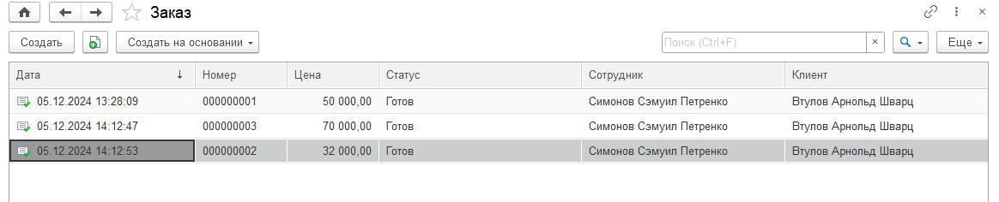 Заказ
Создать Создать на основании Поиск (Ctrl+F) × Еще
Дата ↓ Номер Цена Статус Сотрудник Клиент
05.12.2024 13:28:09 000000001 50 000,00 Готов Симонов Сэмуил Петренко Втулов Арнольд Шварц
05.12.2024 14:12:47 000000003 70 000,00 Готов Симонов Сэмуил Петренко Втулов Арнольд Шварц
05.12.2024 14:12:53 000000002 32 000,00 Готов Симонов Сэмуил Петренко Втулов Арнольд Шварц